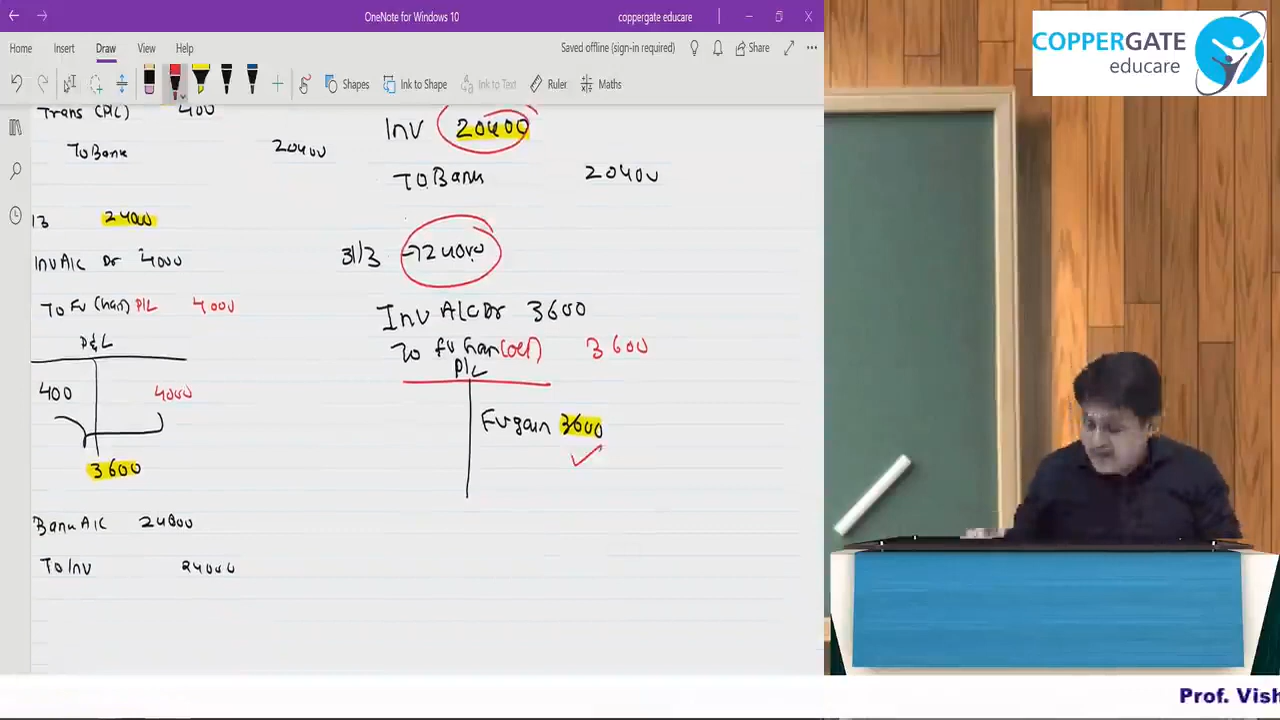 OneNote for Windows 10
coppergate educare
Home Insert Draw View Help
Saved offline (sign-in required)
Share
Shapes
Ink to Shape
Ink to Text
Ruler
Maths
COPPERGATE
educare
Trans (P/L) 400
To Bank 20400
13 24000
Inv A/C Dr 4000
To FV Chan) P/L 4000
P&L
400 4000
3600
Bank A/C 24000
To Inv 24000
Inv 20400
To Bank 20400
31/3 → 24000
Inv A/C Dr 3600
To FV Chan (OCI) 3600
P/L
FV gain 3600
Prof. Vish